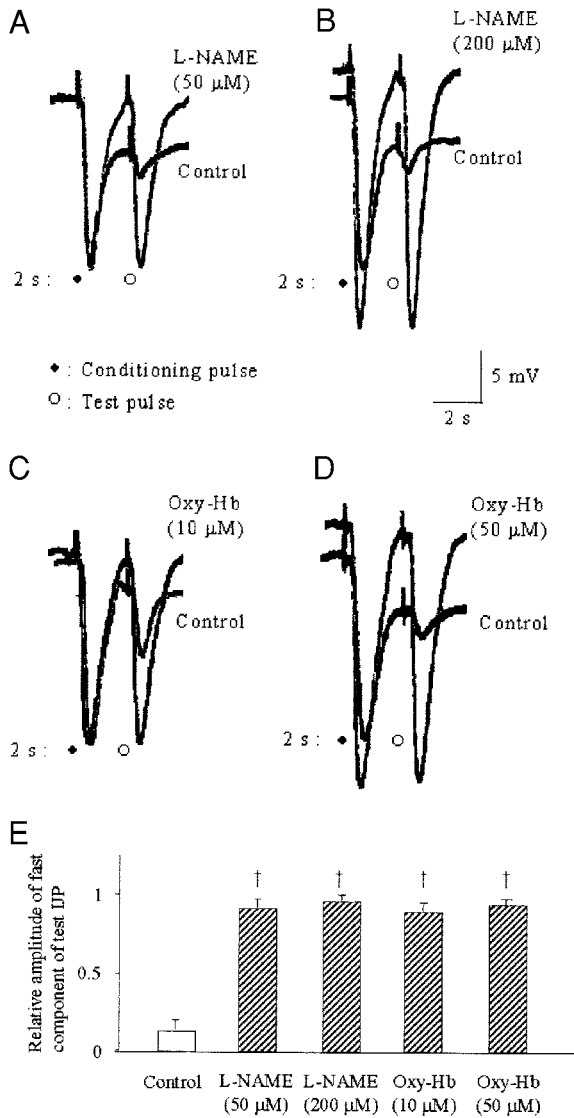 A
L-NAME
(50 µM)
Control
2 s :
B
L-NAME
(200 µM)
Control
2 s :
♦ : Conditioning pulse
○ : Test pulse
5 mV
2 s
C
Oxy-Hb
(10 µM)
Control
2 s :
D
Oxy-Hb
(50 µM)
Control
2 s :
E
Relative amplitude of fast
component of test IJP
1
0.5
0
† † † †
Control L-NAME L-NAME Oxy-Hb Oxy-Hb
(50 µM) (200 µM) (10 µM) (50 µM)